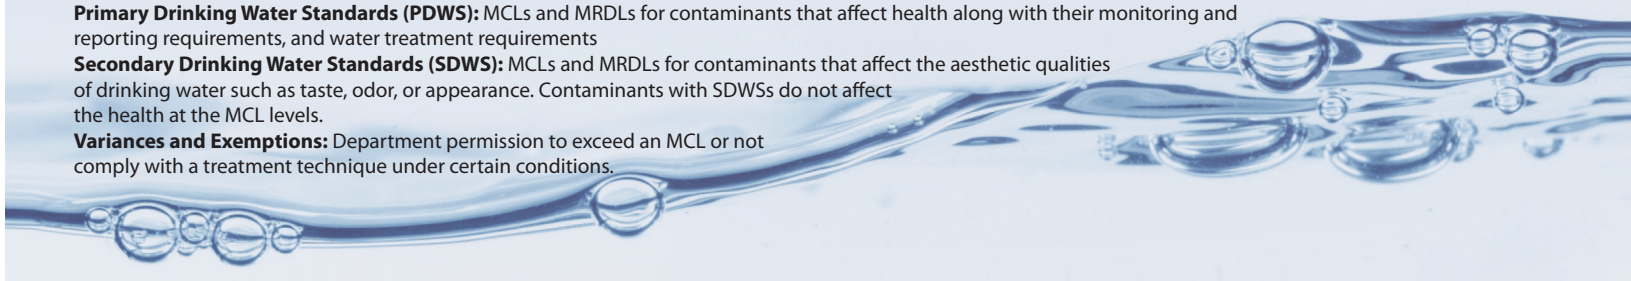 Primary Drinking Water Standards (PDWS): MCLs and MRDLs for contaminants that affect health along with their monitoring and
reporting requirements, and water treatment requirements
Secondary Drinking Water Standards (SDWS): MCLs and MRDLs for contaminants that affect the aesthetic qualities
of drinking water such as taste, odor, or appearance. Contaminants with SDWSs do not affect
the health at the MCL levels.
Variances and Exemptions: Department permission to exceed an MCL or not
comply with a treatment technique under certain conditions.